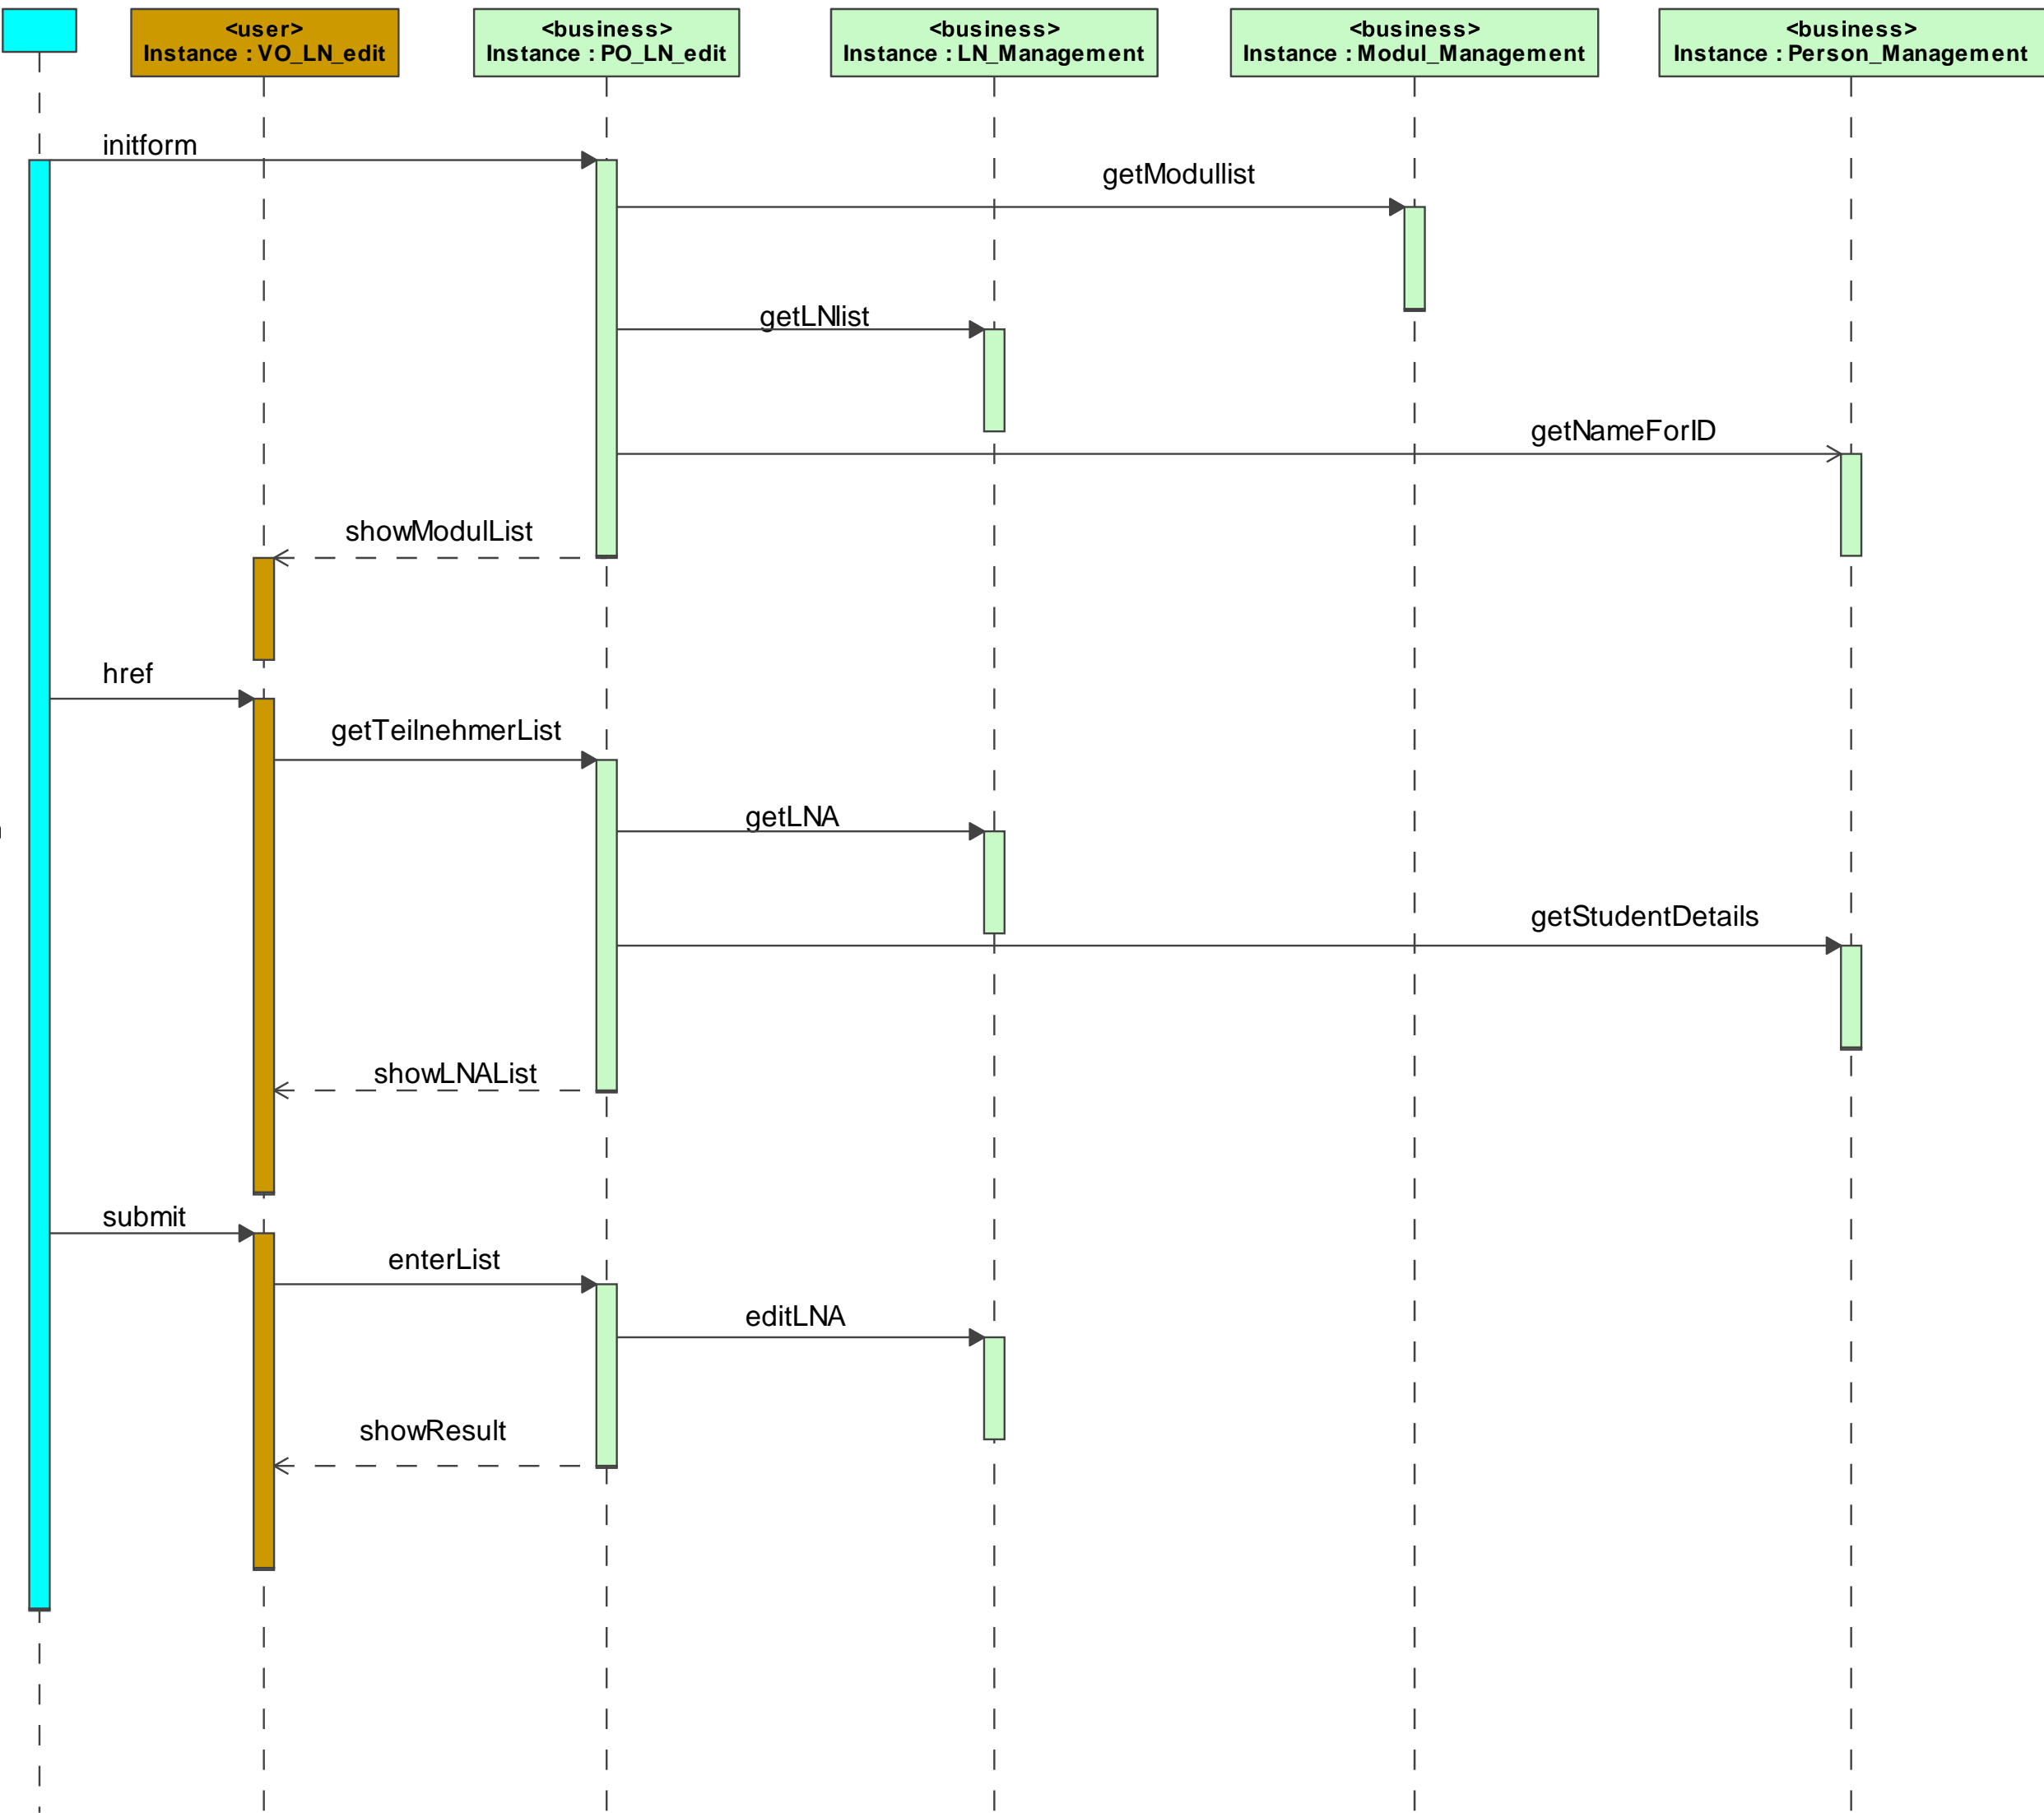 <user>
Instance : VO_LN_edit
<business>
Instance : PO_LN_edit
<business>
Instance : LN_Management
<business>
Instance : Modul_Management
<business>
Instance : Person_Management
initform
getModullist
getLNlist
getNameForID
showModulList
href
getTeilnehmerList
getLNA
getStudentDetails
showLNAList
submit
enterList
editLNA
showResult